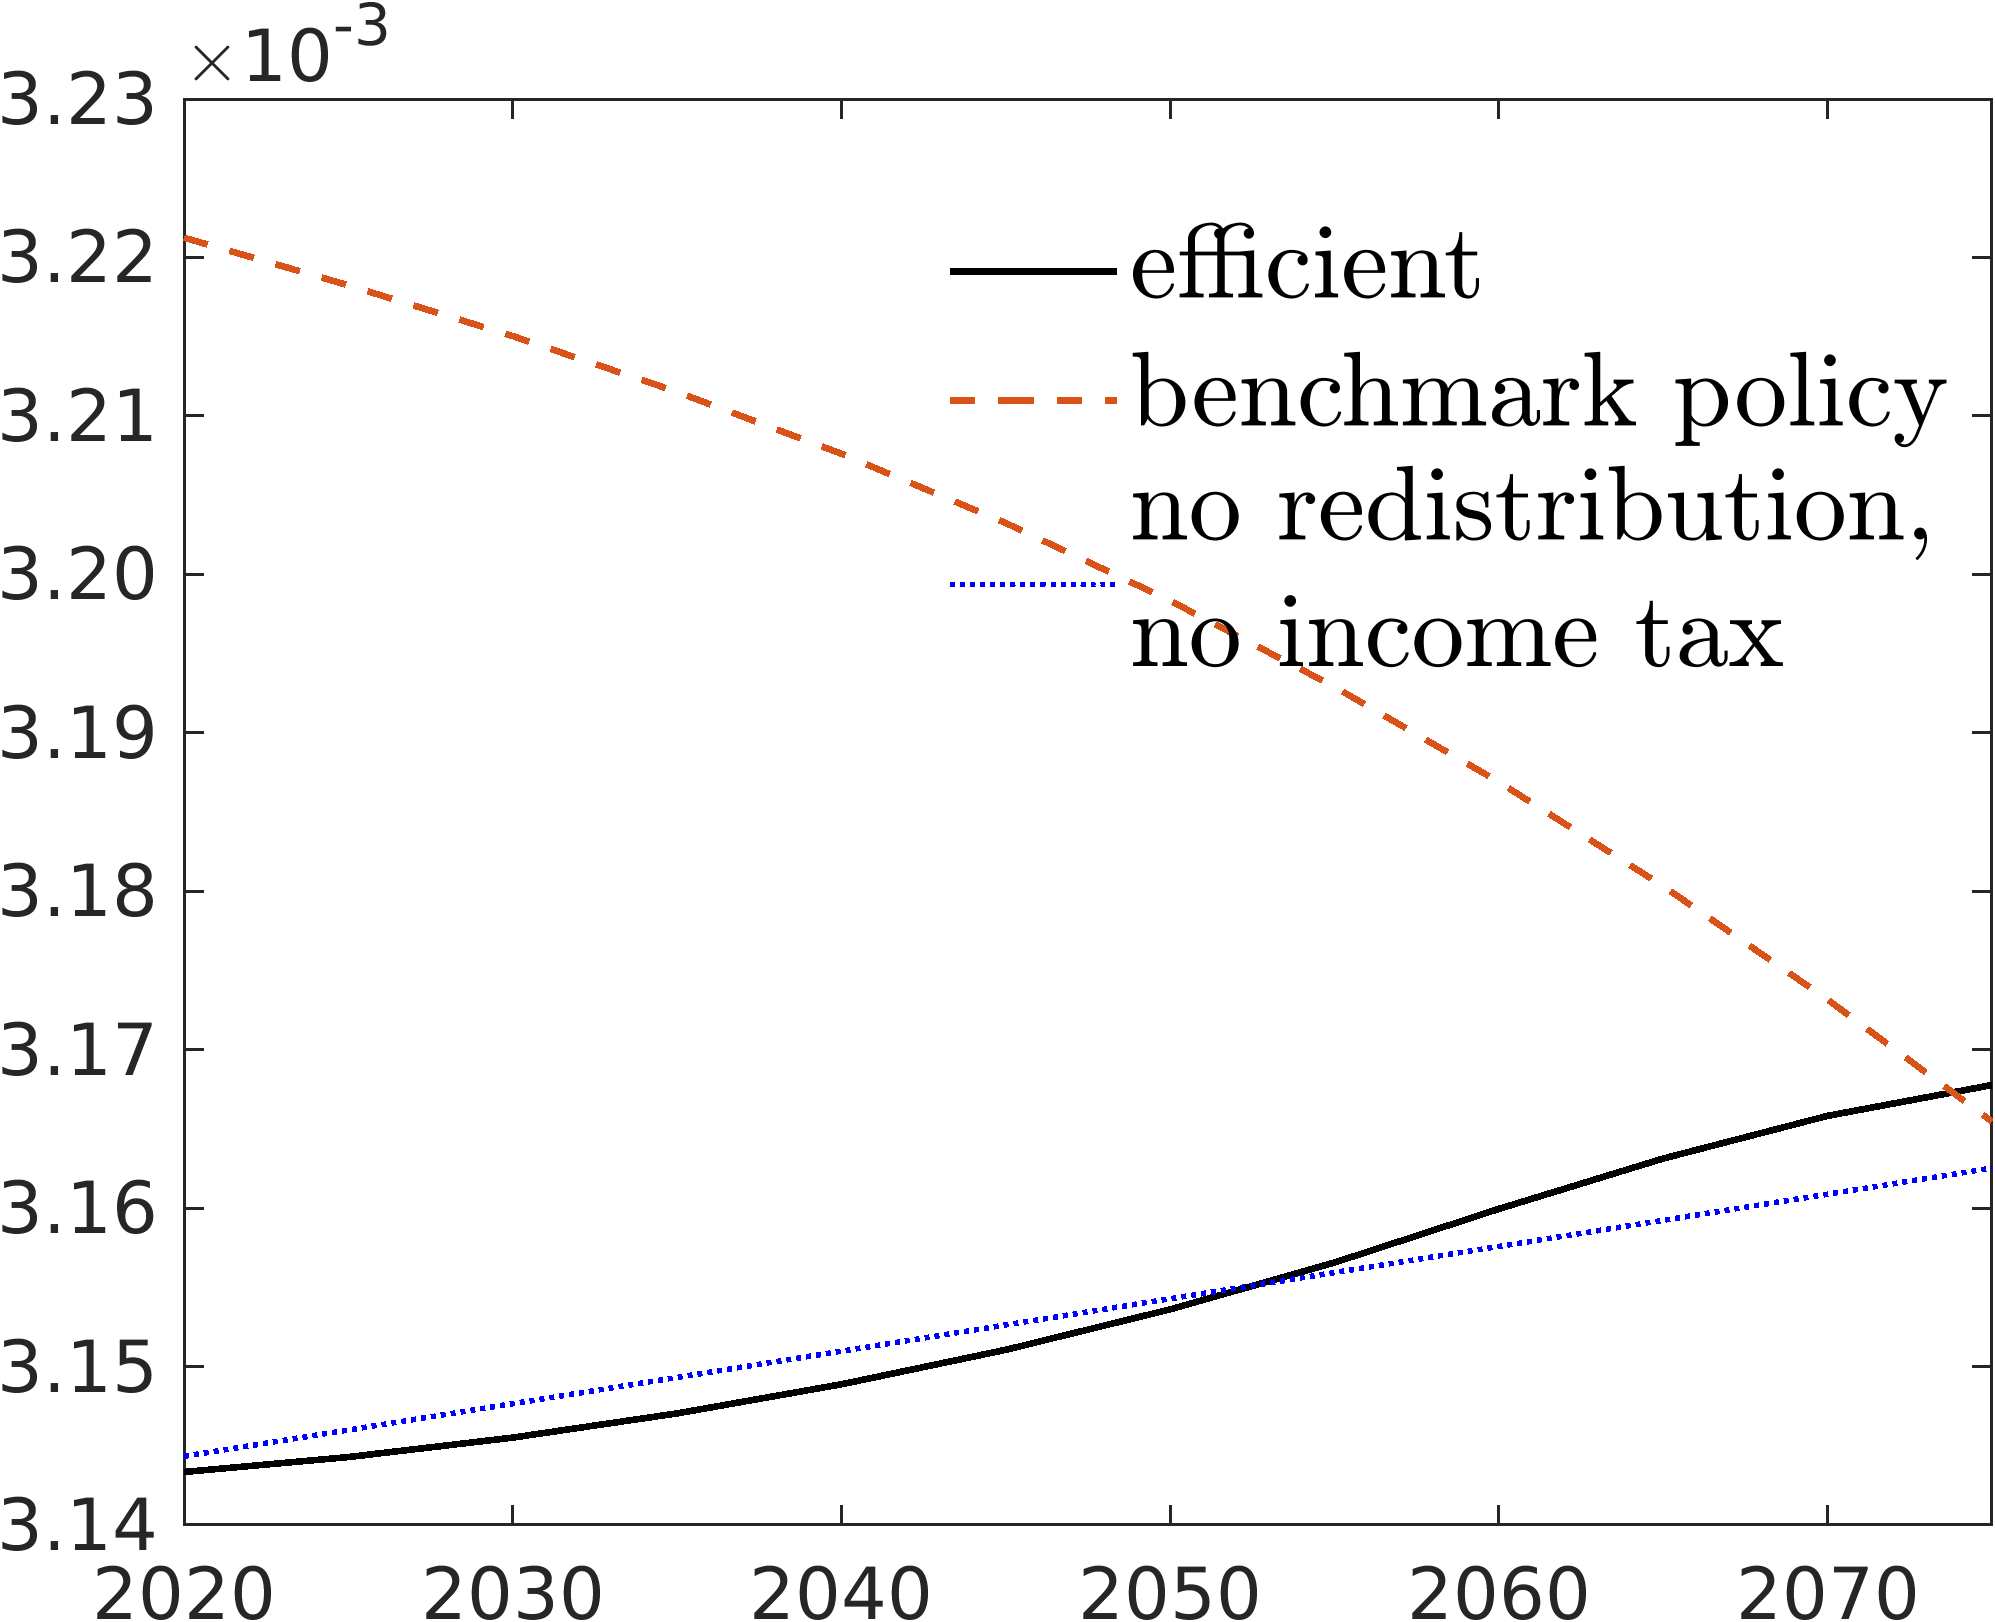 ×10-3
3.23
3.22
3.21
3.20
3.19
3.18
3.17
3.16
3.15
3.14
efficient
benchmark policy
no redistribution,
no income tax
2020 2030 2040 2050 2060 2070